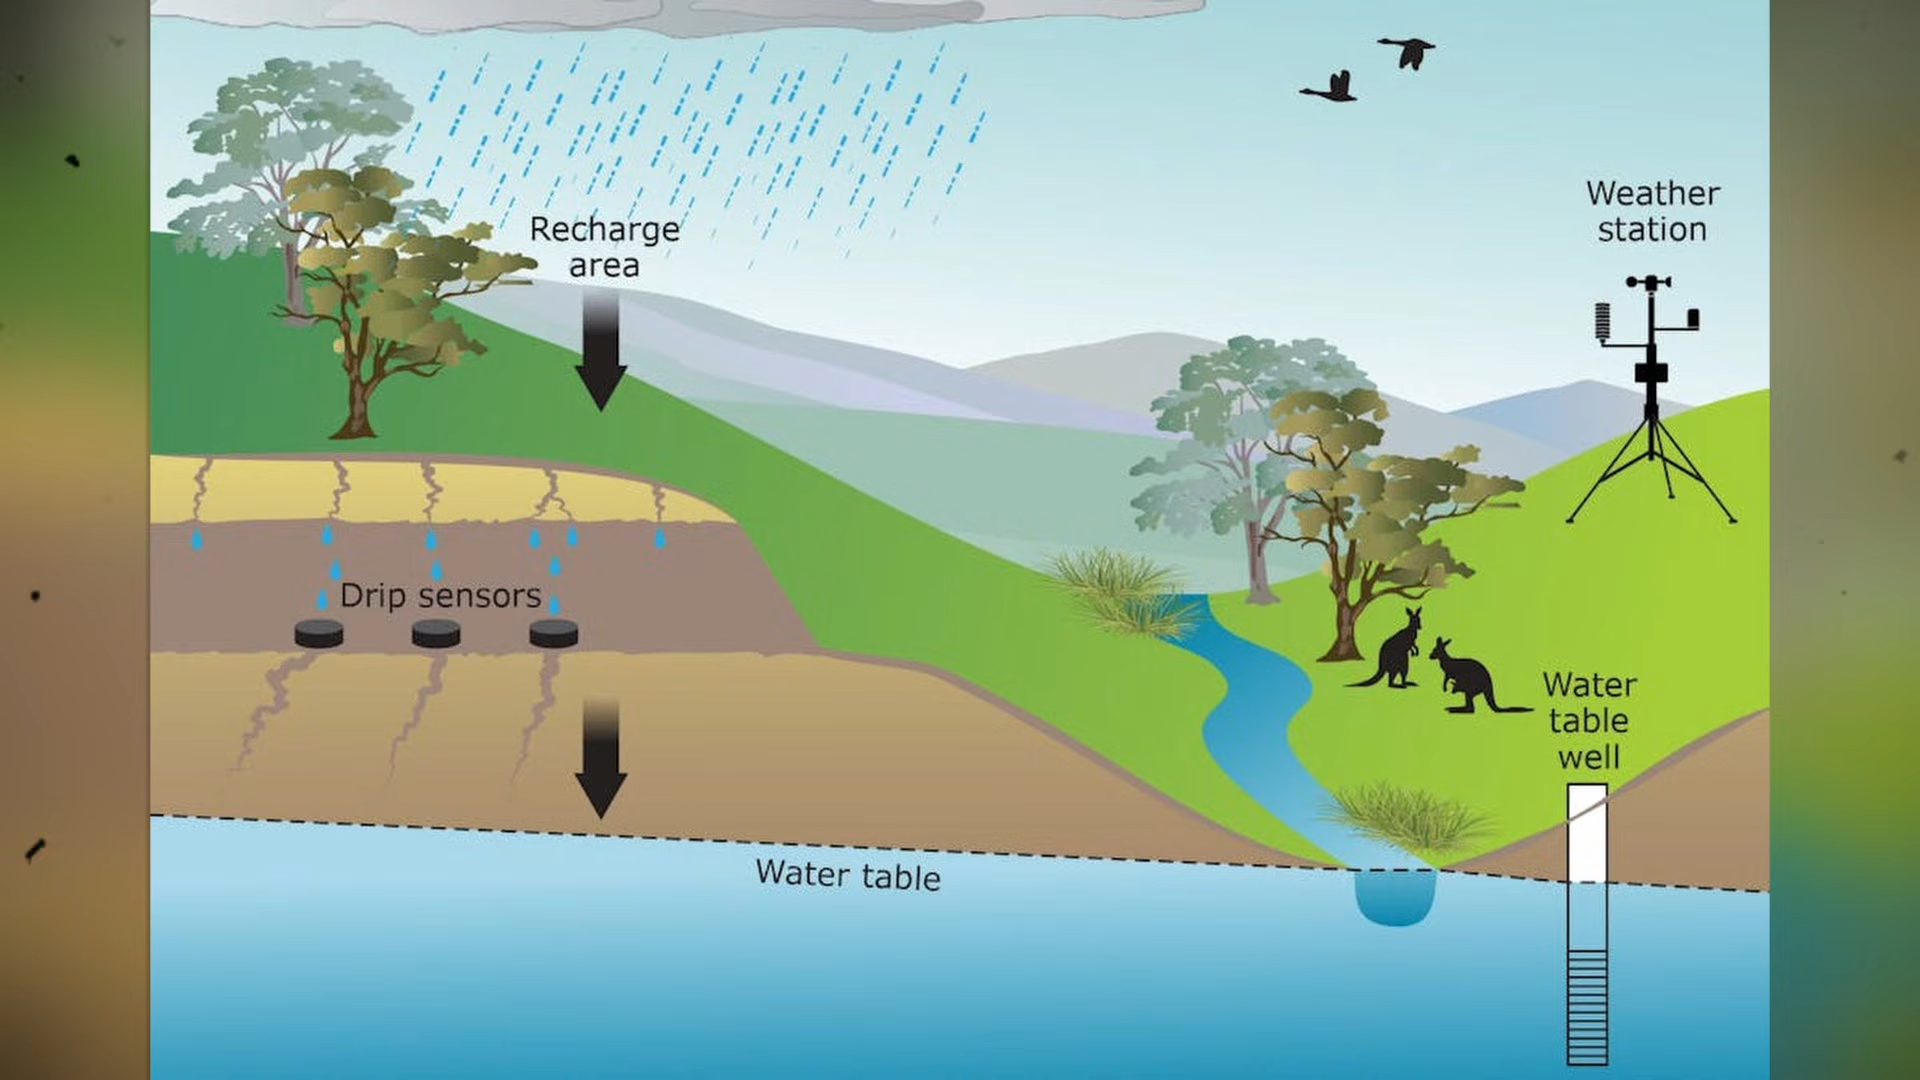 Weather
station
Recharge
area
Drip sensors
Water
table
well
Water table